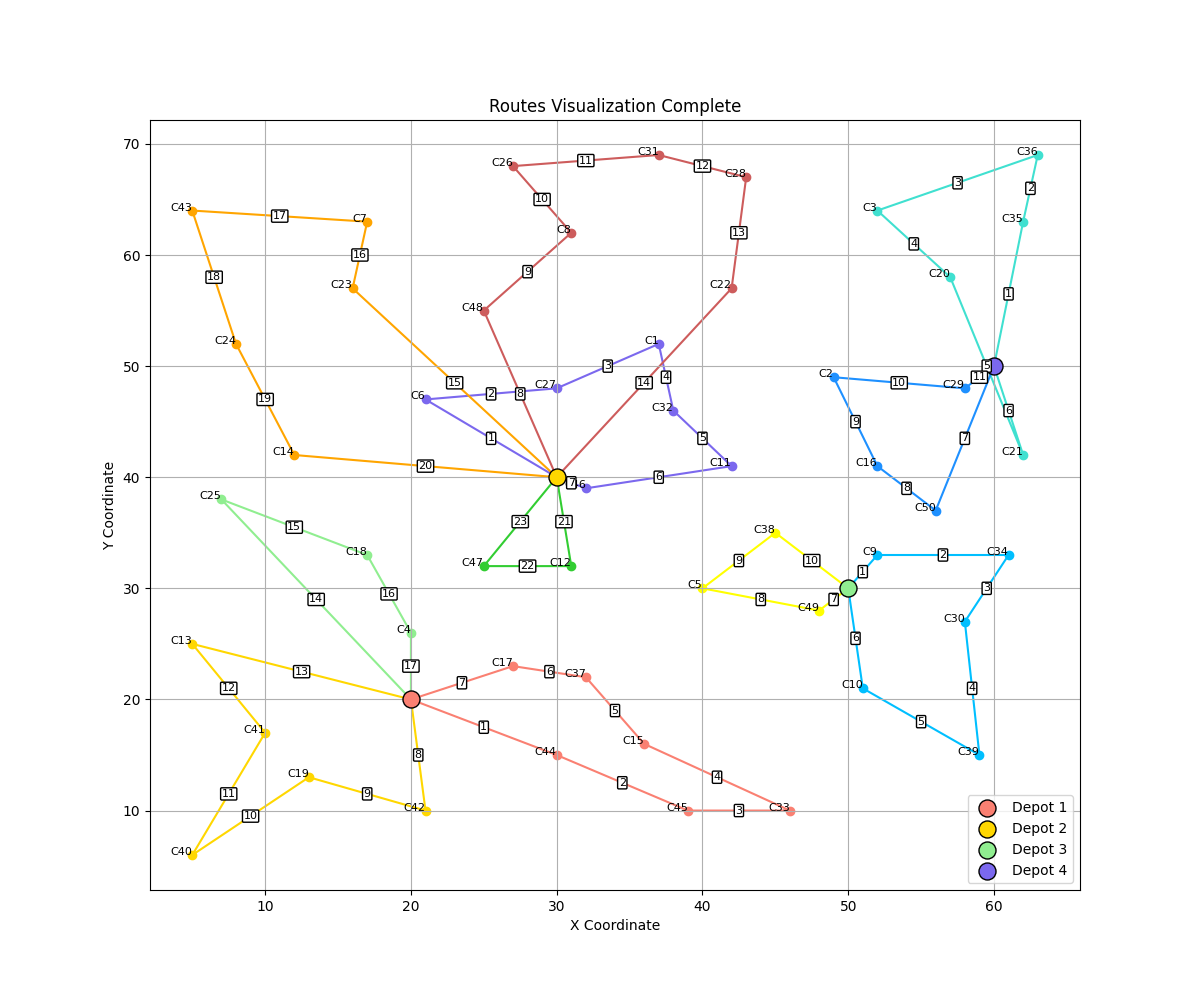 Routes Visualization Complete
70
60
50
40
30
20
10
Y Coordinate
10 20 30 40 50 60
X Coordinate
C26 11 C31 12 C28 C36
C43 17 C7 10 C8 13 3 2 C3 C35
16 9 4
18 C23 C48 C22 C20 1
C24 C1 5
15 C6 2 C27 3 8 14 4 C2 10 C29 11
19 1 C32 5 9 6
C14 20 C11 C16 7 C21
7 6 6 8 C50
C25 15 23 21 C38
C18 C47 22 C12 9 10 C9 2 C34
14 16 C5 8 C49 7 1 3
C4 C30
C13 13 17 7 C17 6 C37 6
12 5 C10 4
C41 8 1 C44 C15 5 C39
C19 9 2 4
11 10 C42 C45 3 C33
C40
Depot 1
Depot 2
Depot 3
Depot 4